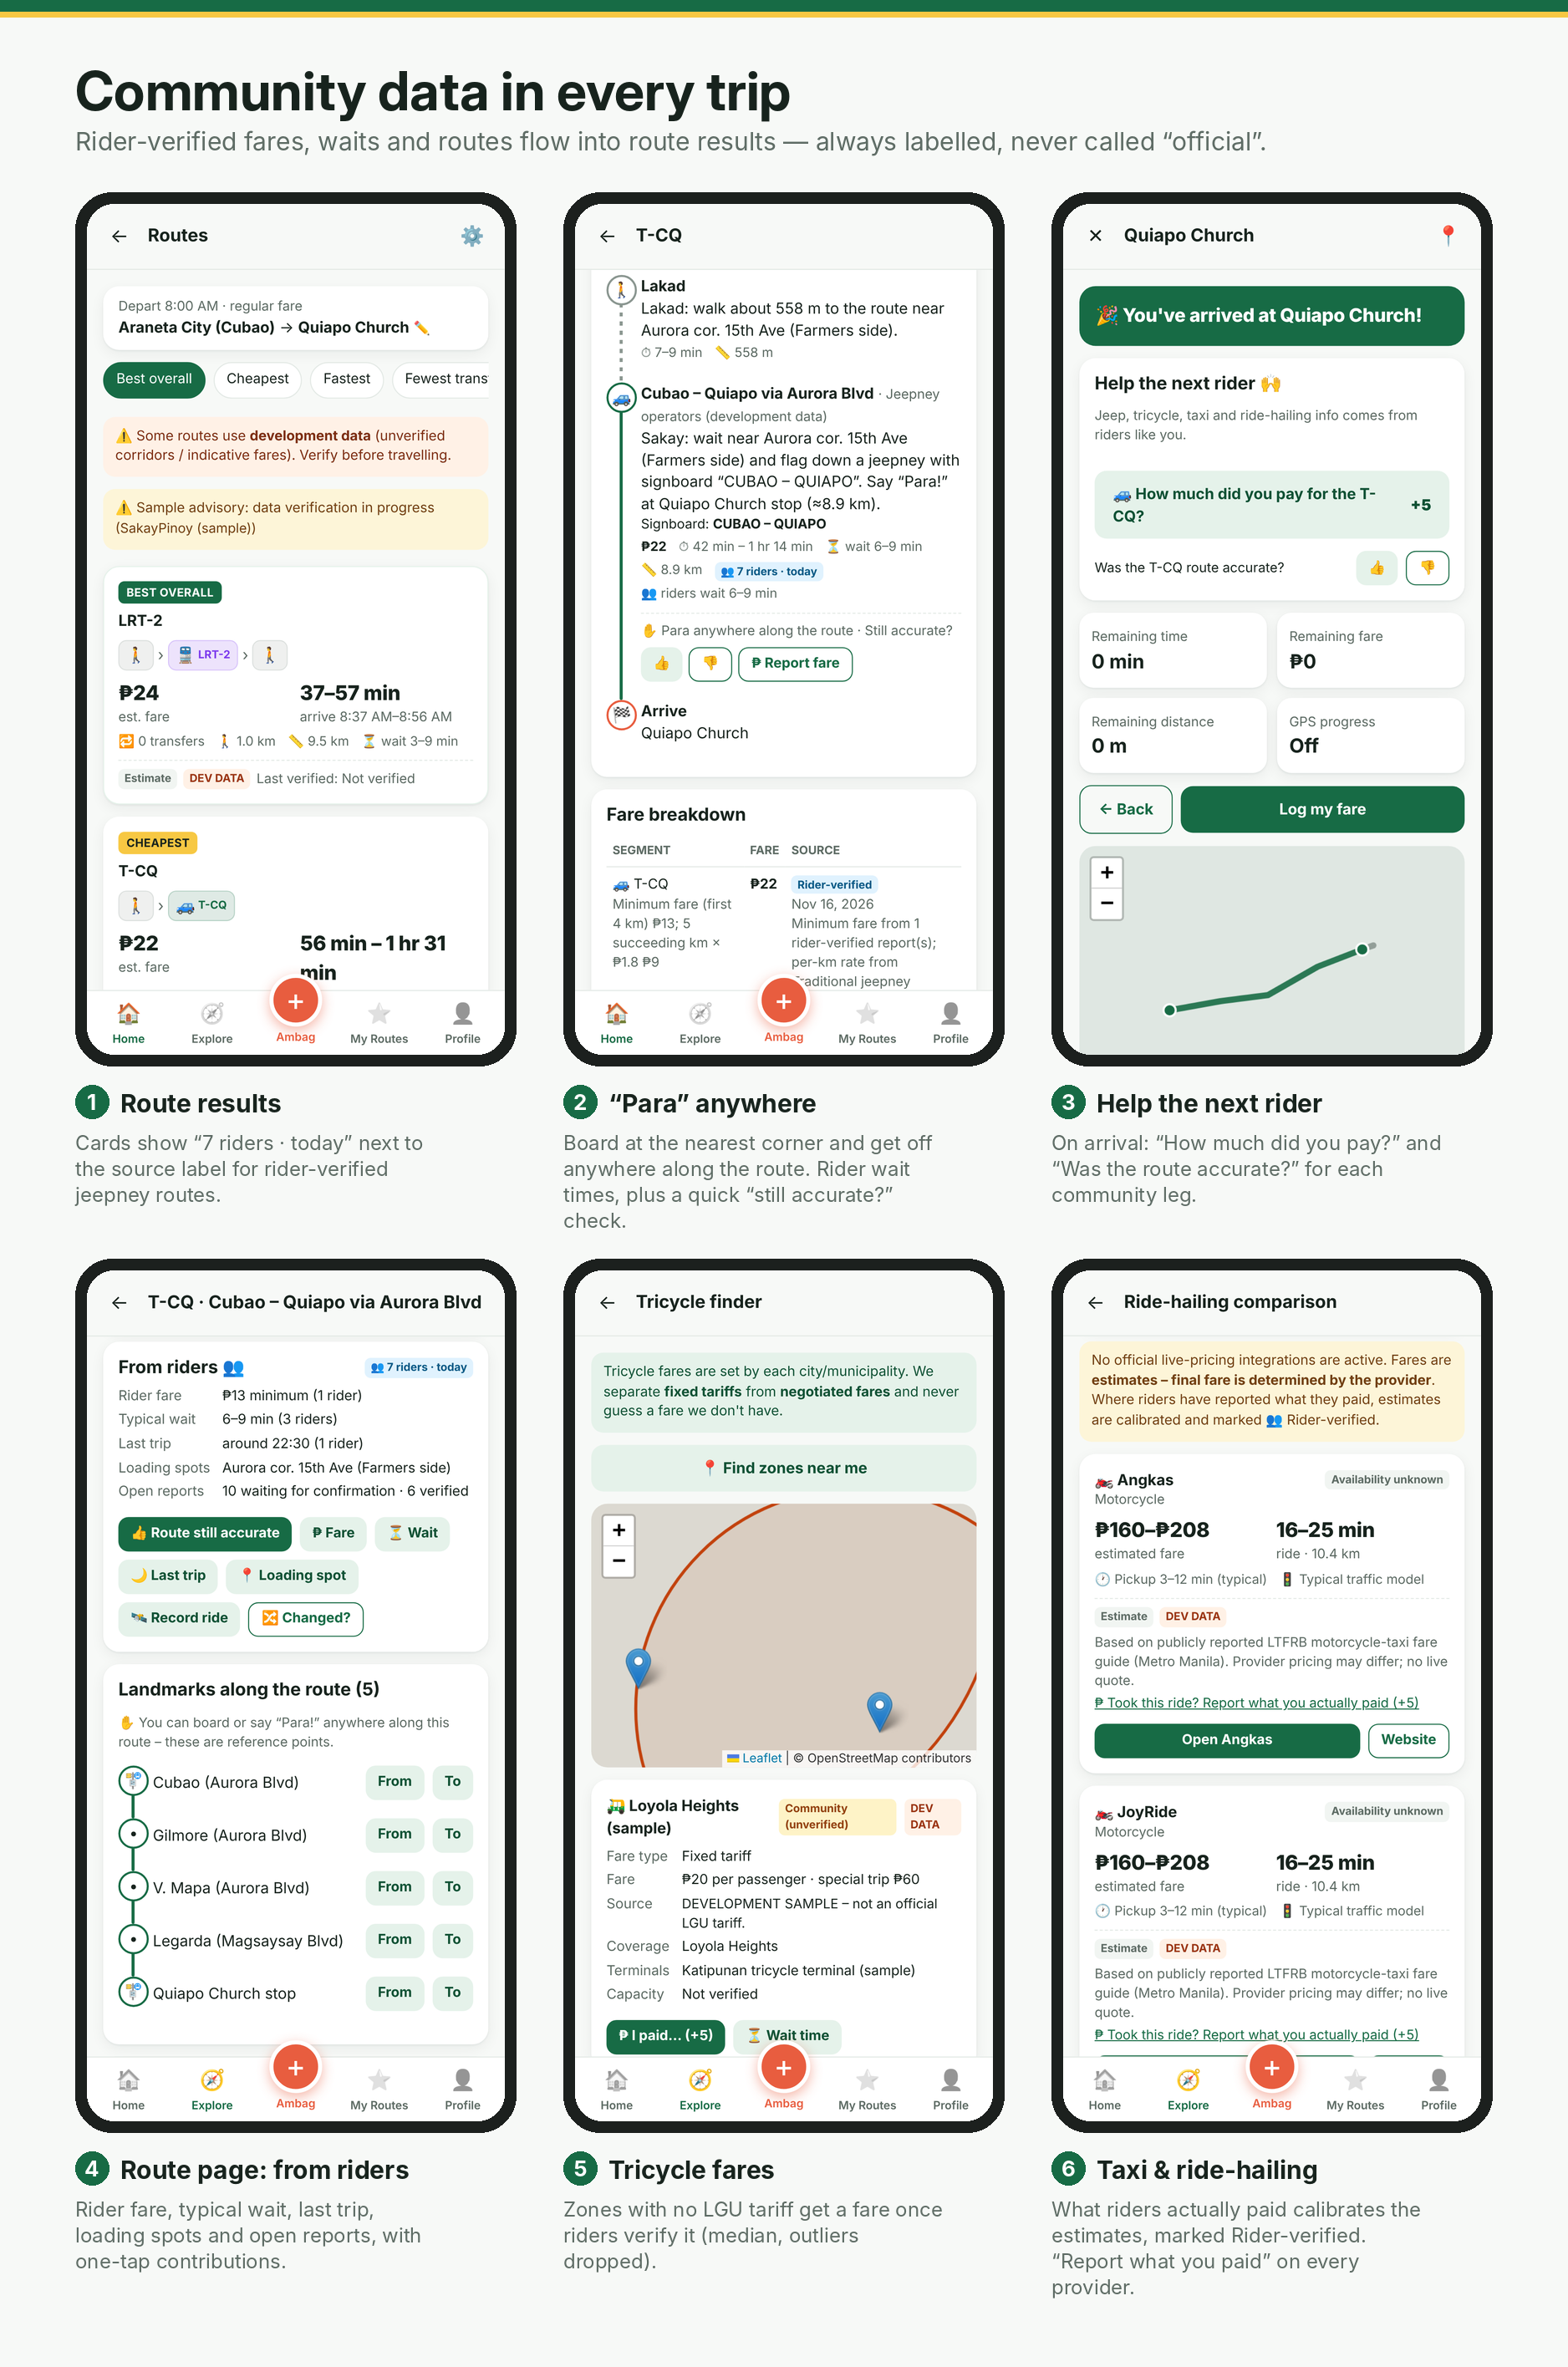 Community data in every trip
Rider-verified fares, waits and routes flow into route results — always labelled, never called “official”.
← Routes
Depart 8:00 AM · regular fare
Araneta City (Cubao) → Quiapo Church
Best overall Cheapest Fastest Fewest trans
Some routes use development data (unverified
corridors / indicative fares). Verify before travelling.
Sample advisory: data verification in progress
(SakayPinoy (sample))
BEST OVERALL
LRT-2
› LRT-2 ›
₱24 37–57 min
est. fare arrive 8:37 AM–8:56 AM
0 transfers 1.0 km 9.5 km wait 3–9 min
Estimate DEV DATA Last verified: Not verified
CHEAPEST
T-CQ
› T-CQ
₱22 56 min – 1 hr 31
est. fare min
Home Explore + Ambag My Routes Profile
1 Route results
Cards show “7 riders · today” next to
the source label for rider-verified
jeepney routes.
← T-CQ
Lakad
Lakad: walk about 558 m to the route near
Aurora cor. 15th Ave (Farmers side).
7–9 min 558 m
Cubao – Quiapo via Aurora Blvd · Jeepney
operators (development data)
Sakay: wait near Aurora cor. 15th Ave
(Farmers side) and flag down a jeepney with
signboard “CUBAO – QUIAPO”. Say “Para!”
at Quiapo Church stop (≈8.9 km).
Signboard: CUBAO – QUIAPO
₱22 42 min – 1 hr 14 min wait 6–9 min
8.9 km 7 riders · today
riders wait 6–9 min
Para anywhere along the route · Still accurate?
₱ Report fare
Arrive
Quiapo Church
Fare breakdown
SEGMENT FARE SOURCE
T-CQ ₱22 Rider-verified
Minimum fare (first Nov 16, 2026
4 km) ₱13; 5 Minimum fare from 1
succeeding km × rider-verified report(s);
₱1.8 ₱9 per-km rate from
traditional jeepney
Home Explore + Ambag My Routes Profile
2 “Para” anywhere
Board at the nearest corner and get off
anywhere along the route. Rider wait
times, plus a quick “still accurate?”
check.
✕ Quiapo Church
You've arrived at Quiapo Church!
Help the next rider
Jeep, tricycle, taxi and ride-hailing info comes from
riders like you.
How much did you pay for the T- +5
CQ?
Was the T-CQ route accurate?
Remaining time Remaining fare
0 min ₱0
Remaining distance GPS progress
0 m Off
← Back Log my fare
+
−
3 Help the next rider
On arrival: “How much did you pay?” and
“Was the route accurate?” for each
community leg.
← T-CQ · Cubao – Quiapo via Aurora Blvd
From riders 7 riders · today
Rider fare ₱13 minimum (1 rider)
Typical wait 6–9 min (3 riders)
Last trip around 22:30 (1 rider)
Loading spots Aurora cor. 15th Ave (Farmers side)
Open reports 10 waiting for confirmation · 6 verified
Route still accurate ₱ Fare Wait
Last trip Loading spot
Record ride Changed?
Landmarks along the route (5)
You can board or say “Para!” anywhere along this
route – these are reference points.
Cubao (Aurora Blvd) From To
Gilmore (Aurora Blvd) From To
V. Mapa (Aurora Blvd) From To
Legarda (Magsaysay Blvd) From To
Quiapo Church stop From To
Home Explore + Ambag My Routes Profile
4 Route page: from riders
Rider fare, typical wait, last trip,
loading spots and open reports, with
one-tap contributions.
← Tricycle finder
Tricycle fares are set by each city/municipality. We
separate fixed tariffs from negotiated fares and never
guess a fare we don't have.
Find zones near me
+
−
Leaflet | © OpenStreetMap contributors
Loyola Heights Community DEV
(sample) (unverified) DATA
Fare type Fixed tariff
Fare ₱20 per passenger · special trip ₱60
Source DEVELOPMENT SAMPLE – not an official
LGU tariff.
Coverage Loyola Heights
Terminals Katipunan tricycle terminal (sample)
Capacity Not verified
₱ I paid... (+5) Wait time
Home Explore + Ambag My Routes Profile
5 Tricycle fares
Zones with no LGU tariff get a fare once
riders verify it (median, outliers
dropped).
← Ride-hailing comparison
No official live-pricing integrations are active. Fares are
estimates – final fare is determined by the provider.
Where riders have reported what they paid, estimates
are calibrated and marked Rider-verified.
Angkas Availability unknown
Motorcycle
₱160–₱208 16–25 min
estimated fare ride · 10.4 km
Pickup 3–12 min (typical) Typical traffic model
Estimate DEV DATA
Based on publicly reported LTFRB motorcycle-taxi fare
guide (Metro Manila). Provider pricing may differ; no live
quote.
₱ Took this ride? Report what you actually paid (+5)
Open Angkas Website
JoyRide Availability unknown
Motorcycle
₱160–₱208 16–25 min
estimated fare ride · 10.4 km
Pickup 3–12 min (typical) Typical traffic model
Estimate DEV DATA
Based on publicly reported LTFRB motorcycle-taxi fare
guide (Metro Manila). Provider pricing may differ; no live
quote.
₱ Took this ride? Report what you actually paid (+5)
Home Explore + Ambag My Routes Profile
6 Taxi & ride-hailing
What riders actually paid calibrates the
estimates, marked Rider-verified.
“Report what you paid” on every
provider.